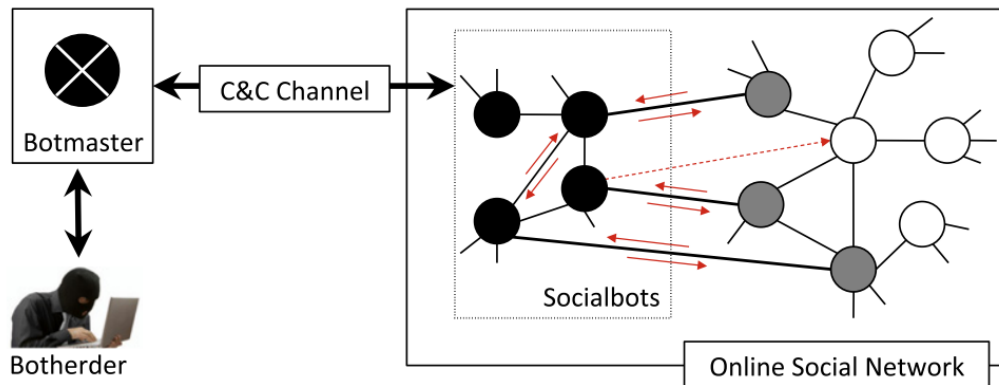 Botmaster
C&C Channel
Socialbots
Botherder
Online Social Network